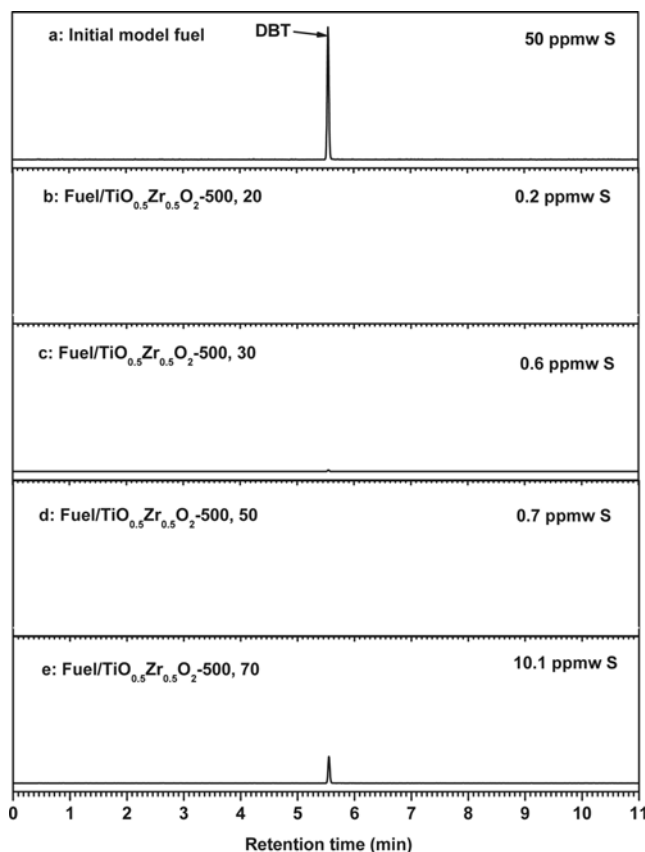 a: Initial model fuel
DBT
50 ppmw S
b: Fuel/TiO₀.₅Zr₀.₅O₂-500, 20
0.2 ppmw S
c: Fuel/TiO₀.₅Zr₀.₅O₂-500, 30
0.6 ppmw S
d: Fuel/TiO₀.₅Zr₀.₅O₂-500, 50
0.7 ppmw S
e: Fuel/TiO₀.₅Zr₀.₅O₂-500, 70
10.1 ppmw S
0 1 2 3 4 5 6 7 8 9 10 11
Retention time (min)